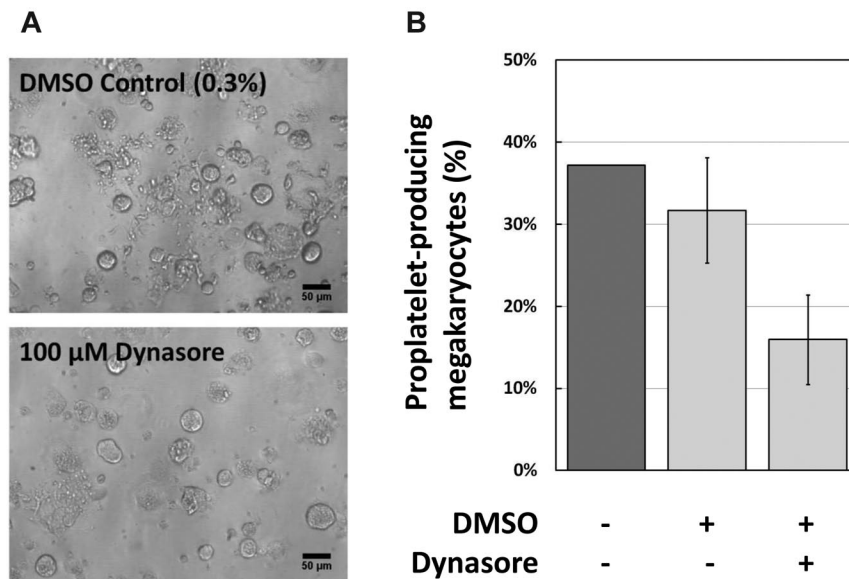 A
DMSO Control (0.3%)
50 μm
100 μM Dynasore
50 μm
B
Proplatelet-producing
megakaryocytes (%)
50%
40%
30%
20%
10%
0%
DMSO - + +
Dynasore - - +